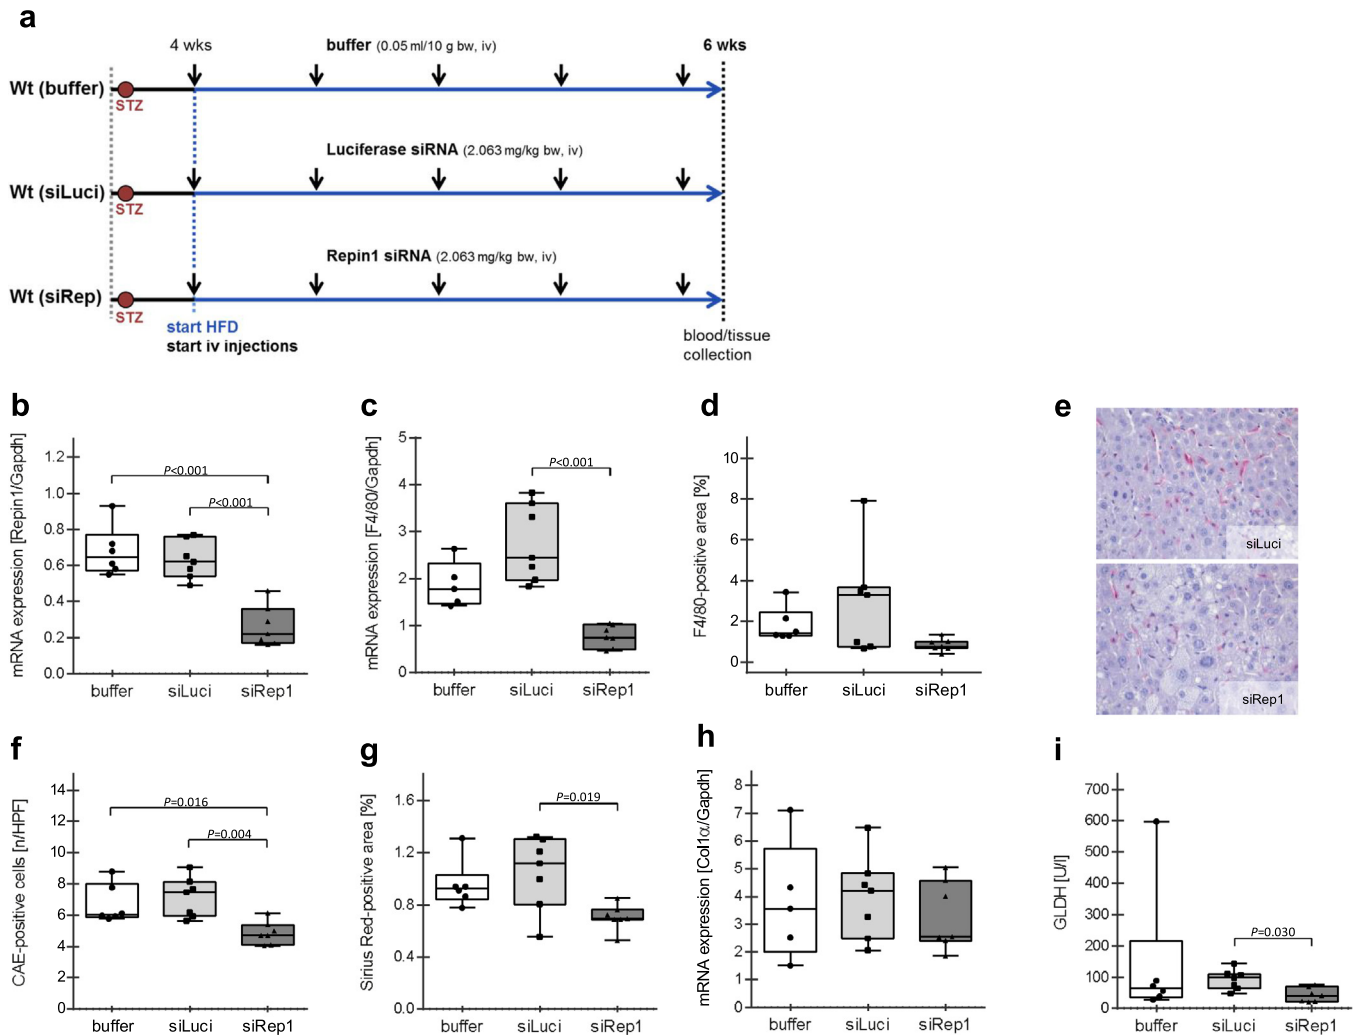 a
4 wks
buffer (0.05 ml/10 g bw, iv)
6 wks
Wt (buffer)
STZ
Luciferase siRNA (2.063 mg/kg bw, iv)
Wt (siLuci)
STZ
Repin1 siRNA (2.063 mg/kg bw, iv)
Wt (siRep)
STZ
start HFD
start iv injections
blood/tissue
collection
b
mRNA expression [Repin1/Gapdh]
1.2
1.0
0.8
0.6
0.4
0.2
0.0
P<0.001
P<0.001
buffer
siLuci
siRep1
c
mRNA expression [F4/80/Gapdh]
5
4
3
2
1
0
P<0.001
buffer
siLuci
siRep1
d
F4/80-positive area [%]
10
8
6
4
2
0
buffer
siLuci
siRep1
e
siLuci
siRep1
f
CAE-positive cells [n/HPF]
14
12
10
8
6
4
2
0
P=0.016
P=0.004
buffer
siLuci
siRep1
g
Sirius Red-positive area [%]
1.6
1.2
0.8
0.4
0.0
P=0.019
buffer
siLuci
siRep1
h
mRNA expression [Col1α/Gapdh]
8
7
6
5
4
3
2
1
0
buffer
siLuci
siRep1
i
GLDH [U/l]
700
600
500
400
300
200
100
0
P=0.030
buffer
siLuci
siRep1